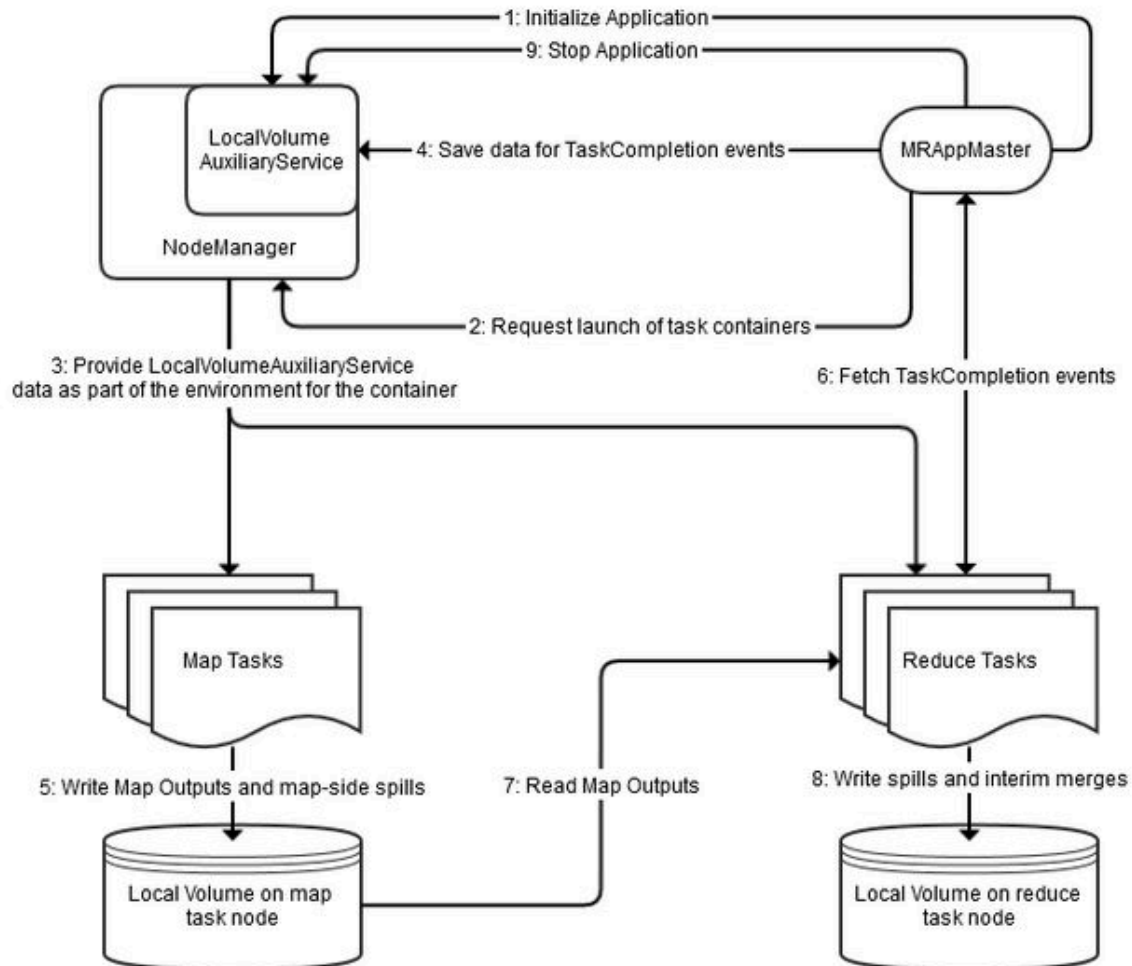 1: Initialize Application
9: Stop Application
LocalVolume
AuxiliaryService
4: Save data for TaskCompletion events
MRAppMaster
NodeManager
2: Request launch of task containers
3: Provide LocalVolumeAuxiliaryService
data as part of the environment for the container
6: Fetch TaskCompletion events
Map Tasks
Reduce Tasks
5: Write Map Outputs and map-side spills
7: Read Map Outputs
8: Write spills and interim merges
Local Volume on map
task node
Local Volume on reduce
task node